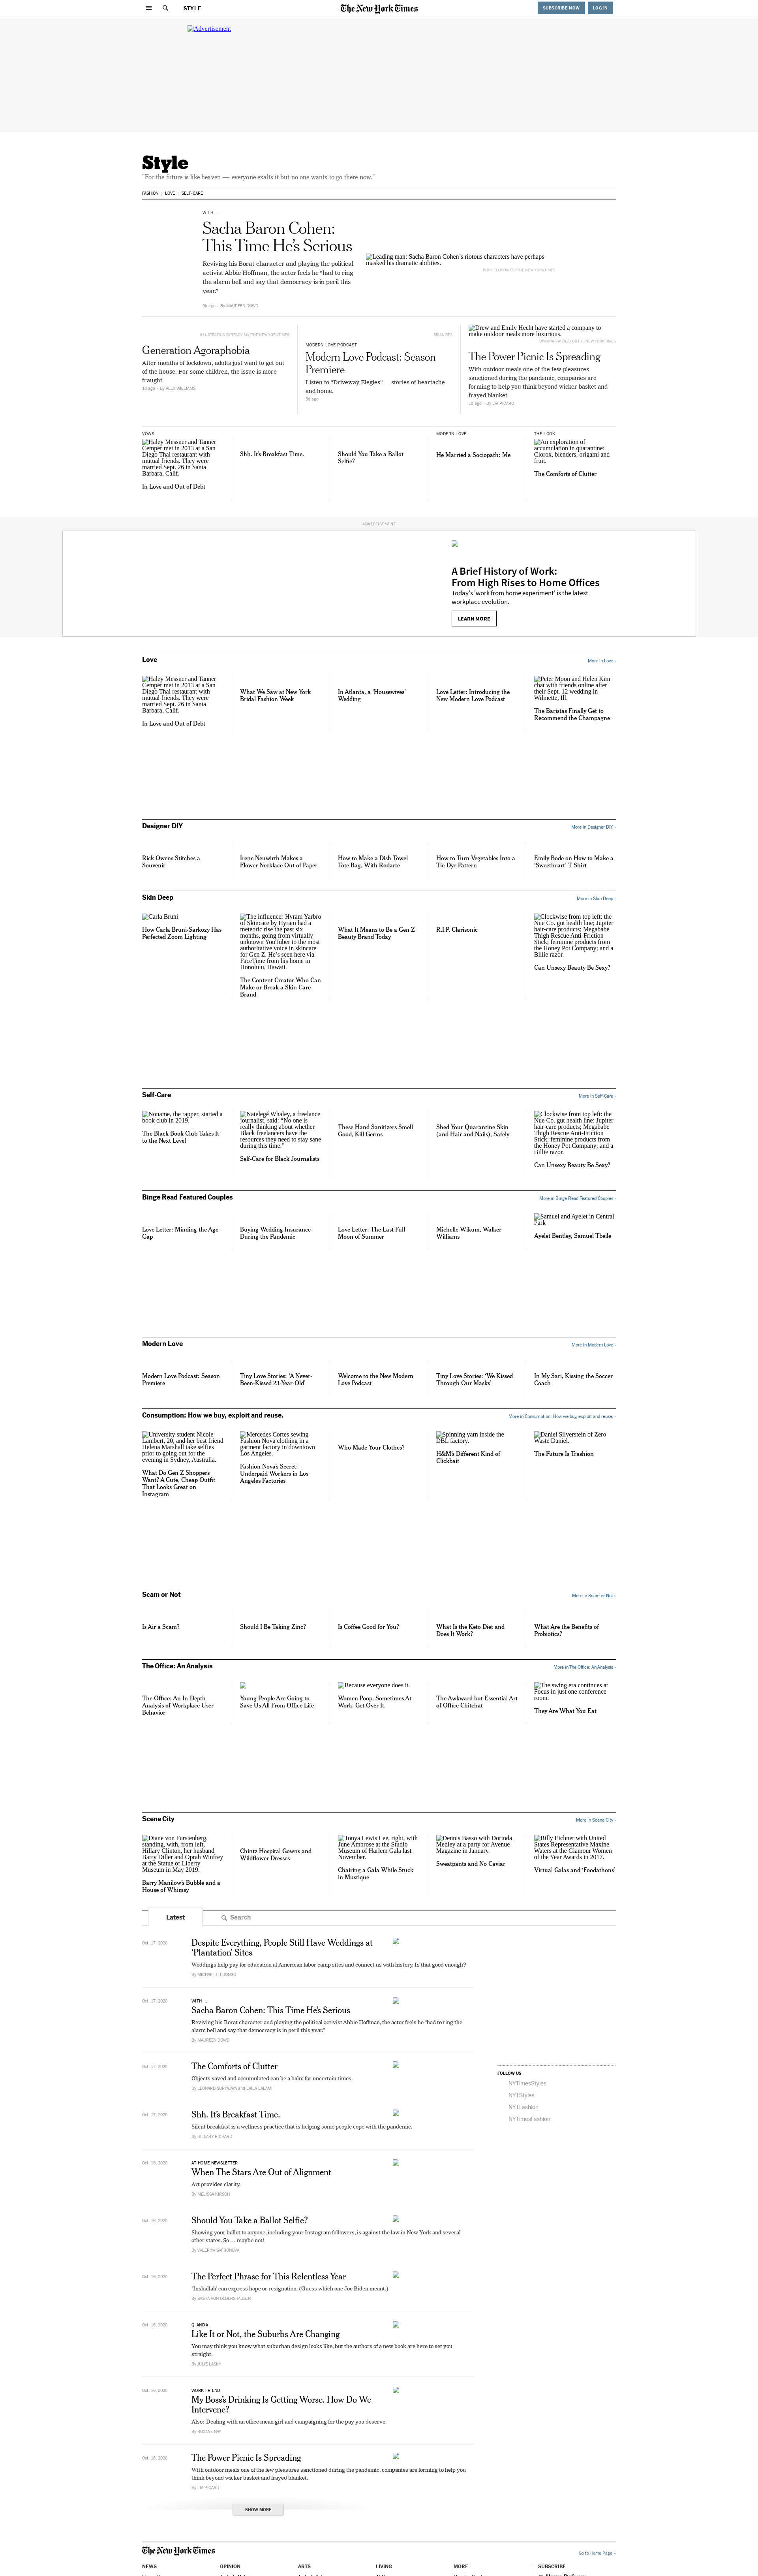 STYLE
The New York Times
SUBSCRIBE NOW
LOG IN
Advertisement
Style
"For the future is like heaven — everyone exalts it but no one wants to go there now."
FASHION
LOVE
SELF-CARE
WITH ...
Sacha Baron Cohen:
This Time He's Serious
Reviving his Borat character and playing the political
activist Abbie Hoffman, the actor feels he "had to ring
the alarm bell and say that democracy is in peril this
year."
By MAUREEN DOWD
Leading man: Sacha Baron Cohen's riotous characters have perhaps
masked his dramatic abilities.
Generation Agoraphobia
After months of lockdown, adults just want to get out
of the house. For some children, the issue is more
fraught.
1d ago · By ALEX WILLIAMS
MODERN LOVE PODCAST
Modern Love Podcast: Season
Premiere
Listen to "Driveway Elegies" — stories of heartache
and home.
3d ago
Drew and Emily Hecht have started a company to
make outdoor meals more luxurious.
The Power Picnic Is Spreading
With outdoor meals one of the few pleasures
sanctioned during the pandemic, companies are
forming to help you think beyond wicker basket and
frayed blanket.
1d ago · By LIA PICARD
VOWS
Haley Messner and Tanner
Cemper met in 2013 at a San
Diego Thai restaurant with
mutual friends. They were
married Sept. 26 in Santa
Barbara, Calif.
In Love and Out of Debt
Shh. It's Breakfast Time.
Should You Take a Ballot
Selfie?
MODERN LOVE
He Married a Sociopath: Me
THE LOOK
An exploration of
accumulation in quarantine:
Clorox, blenders, origami and
fruit.
The Comforts of Clutter
ADVERTISEMENT
A Brief History of Work:
From High Rises to Home Offices
Today's 'work from home experiment' is the latest
workplace evolution.
LEARN MORE
Love
More in Love ›
Haley Messner and Tanner
Cemper met in 2013 at a San
Diego Thai restaurant with
mutual friends. They were
married Sept. 26 in Santa
Barbara, Calif.
In Love and Out of Debt
What We Saw at New York
Bridal Fashion Week
In Atlanta, a 'Housewives'
Wedding
Love Letter: Introducing the
New Modern Love Podcast
Peter Moon and Helen Kim
chat with friends online after
their Sept. 12 wedding in
Wilmette, Ill.
The Baristas Finally Get to
Recommend the Champagne
Designer DIY
More in Designer DIY ›
Rick Owens Stitches a
Souvenir
Irene Neuwirth Makes a
Flower Necklace Out of Paper
How to Make a Dish Towel
Tote Bag, With Rodarte
How to Turn Vegetables Into a
Tie-Dye Pattern
Emily Bode on How to Make a
'Sweetheart' T-Shirt
Skin Deep
More in Skin Deep ›
Carla Bruni
How Carla Bruni-Sarkozy Has
Perfected Zoom Lighting
The influencer Hyram Yarbro
of Skincare by Hyram had a
meteoric rise the past six
months, going from virtually
unknown YouTuber to the most
authoritative voice in skincare
for Gen Z. He's seen here via
FaceTime from his home in
Honolulu, Hawaii.
The Content Creator Who Can
Make or Break a Skin Care
Brand
What It Means to Be a Gen Z
Beauty Brand Today
R.I.P. Clarisonic
Clockwise from top left: the
Nue Co. gut health line; Jupiter
hair-care products; Megababe
Thigh Rescue Anti-Friction
Stick; feminine products from
the Honey Pot Company; and a
Billie razor.
Can Unsexy Beauty Be Sexy?
Self-Care
More in Self-Care ›
Noname, the rapper, started a
book club in 2019.
The Black Book Club Takes It
to the Next Level
Natelegé Whaley, a freelance
journalist, said: "No one is
really thinking about whether
Black freelancers have the
resources they need to stay sane
during this time."
Self-Care for Black Journalists
These Hand Sanitizers Smell
Good, Kill Germs
Shed Your Quarantine Skin
(and Hair and Nails), Safely
Clockwise from top left: the
Nue Co. gut health line; Jupiter
hair-care products; Megababe
Thigh Rescue Anti-Friction
Stick; feminine products from
the Honey Pot Company; and a
Billie razor.
Can Unsexy Beauty Be Sexy?
Binge Read Featured Couples
More in Binge Read Featured Couples ›
Love Letter: Minding the Age
Gap
Buying Wedding Insurance
During the Pandemic
Love Letter: The Last Full
Moon of Summer
Michelle Wikum, Walker
Williams
Samuel and Ayelet in Central
Park
Ayelet Bentley, Samuel Tbeile
Modern Love
More in Modern Love ›
Modern Love Podcast: Season
Premiere
Tiny Love Stories: 'A Never-
Been-Kissed 23-Year-Old'
Welcome to the New Modern
Love Podcast
Tiny Love Stories: 'We Kissed
Through Our Masks'
In My Sari, Kissing the Soccer
Coach
Consumption: How we buy, exploit and reuse.
More in Consumption: How we buy, exploit and reuse. ›
University student Nicole
Lambert, 20, and her best friend
Helena Marshall take selfies
prior to going out for the
evening in Sydney, Australia.
What Do Gen Z Shoppers
Want? A Cute, Cheap Outfit
That Looks Great on
Instagram
Mercedes Cortes sewing
Fashion Nova clothing in a
garment factory in downtown
Los Angeles.
Fashion Nova's Secret:
Underpaid Workers in Los
Angeles Factories
Who Made Your Clothes?
Spinning yarn inside the
DBL factory.
H&M's Different Kind of
Clickbait
Daniel Silverstein of Zero
Waste Daniel.
The Future Is Trashion
Scam or Not
More in Scam or Not ›
Is Air a Scam?
Should I Be Taking Zinc?
Is Coffee Good for You?
What Is the Keto Diet and
Does It Work?
What Are the Benefits of
Probiotics?
The Office: An Analysis
More in The Office: An Analysis ›
The Office: An In-Depth
Analysis of Workplace User
Behavior
Young People Are Going to
Save Us All From Office Life
Because everyone does it.
Women Poop. Sometimes At
Work. Get Over It.
The Awkward but Essential Art
of Office Chitchat
The swing era continues at
Focus in just one conference
room.
They Are What You Eat
Scene City
More in Scene City ›
Diane von Furstenberg,
standing, with, from left,
Hillary Clinton, her husband
Barry Diller and Oprah Winfrey
at the Statue of Liberty
Museum in May 2019.
Barry Manilow's Bubble and a
House of Whimsy
Chintz Hospital Gowns and
Wildflower Dresses
Tonya Lewis Lee, right, with
June Ambrose at the Studio
Museum of Harlem Gala last
November.
Chairing a Gala While Stuck
in Mustique
Dennis Basso with Dorinda
Medley at a party for Avenue
Magazine in January.
Sweatpants and No Caviar
Billy Eichner with United
States Representative Maxine
Waters at the Glamour Women
of the Year Awards in 2017.
Virtual Galas and 'Foodathons'
Latest
Search
Oct. 17, 2020
Despite Everything, People Still Have Weddings at
'Plantation' Sites
Weddings help pay for education at American labor camp sites and connect us with history. Is that good enough?
By MICHAEL T. LUONGO
Oct. 17, 2020
WITH ...
Sacha Baron Cohen: This Time He's Serious
Reviving his Borat character and playing the political activist Abbie Hoffman, the actor feels he "had to ring the
alarm bell and say that democracy is in peril this year."
By MAUREEN DOWD
Oct. 17, 2020
The Comforts of Clutter
Objects saved and accumulated can be a balm for uncertain times.
Oct. 17, 2020
Shh. It's Breakfast Time.
Silent breakfast is a wellness practice that is helping some people cope with the pandemic.
By HILLARY RICHARD
Oct. 16, 2020
AT HOME NEWSLETTER
When The Stars Are Out of Alignment
Art provides clarity.
By MELISSA KIRSCH
Oct. 16, 2020
Should You Take a Ballot Selfie?
Showing your ballot to anyone, including your Instagram followers, is against the law in New York and several
other states. So ... maybe not!
By VALERIYA SAFRONOVA
Oct. 16, 2020
The Perfect Phrase for This Relentless Year
'Inshallah' can express hope or resignation. (Guess which one Joe Biden meant.)
Oct. 16, 2020
Q. AND A.
Like It or Not, the Suburbs Are Changing
You may think you know what suburban design looks like, but the authors of a new book are here to set you
straight.
By JULIE LASKY
Oct. 16, 2020
WORK FRIEND
My Boss's Drinking Is Getting Worse. How Do We
Intervene?
Also: Dealing with an office mean girl and campaigning for the pay you deserve.
By ROXANE GAY
Oct. 16, 2020
The Power Picnic Is Spreading
With outdoor meals one of the few pleasures sanctioned during the pandemic, companies are forming to help you
think beyond wicker basket and frayed blanket.
By LIA PICARD
SHOW MORE
FOLLOW US
NYTimesStyles
NYTStyles
NYTFashion
NYTimesFashion
The New York Times
Go to Home Page »
NEWS
OPINION
ARTS
LIVING
MORE
SUBSCRIBE